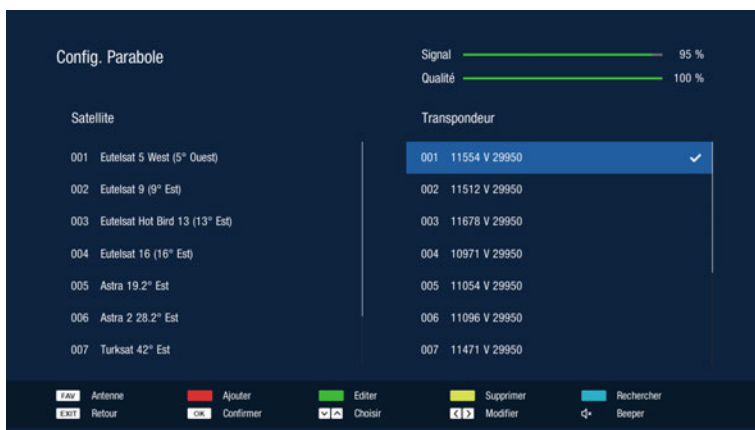 Config. Parabole
Signal 95 %
Qualité 100 %
Satellite
001 Eutelsat 5 West (5° Ouest)
002 Eutelsat 9 (9° Est)
003 Eutelsat Hot Bird 13 (13° Est)
004 Eutelsat 16 (16° Est)
005 Astra 19.2° Est
006 Astra 2 28.2° Est
007 Turksat 42° Est
Transpondeur
001 11554 V 29950
002 11512 V 29950
003 11678 V 29950
004 10971 V 29950
005 11054 V 29950
006 11096 V 29950
007 11471 V 29950
FAV Antenne Ajouter Editer Supprimer Rechercher
EXIT Retour OK Confirmer Choisir Modifier Beeper